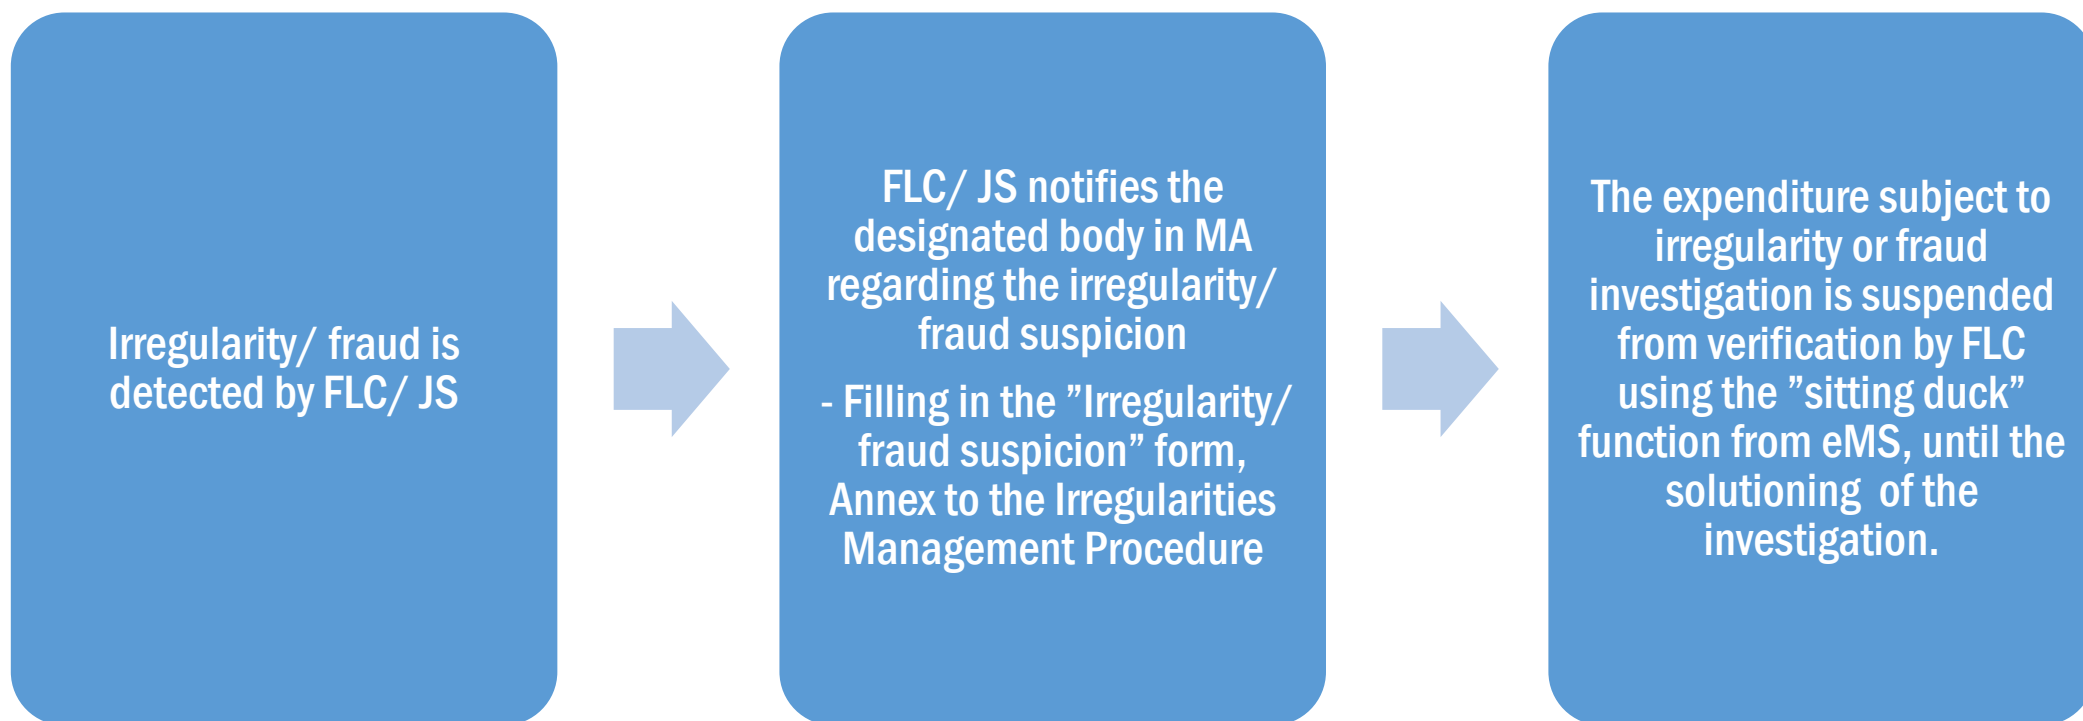 Irregularity/ fraud is
detected by FLC/ JS
FLC/ JS notifies the
designated body in MA
regarding the irregularity/
fraud suspicion
- Filling in the ”Irregularity/
fraud suspicion” form,
Annex to the Irregularities
Management Procedure
The expenditure subject to
irregularity or fraud
investigation is suspended
from verification by FLC
using the ”sitting duck”
function from eMS, until the
solutioning  of the
investigation.